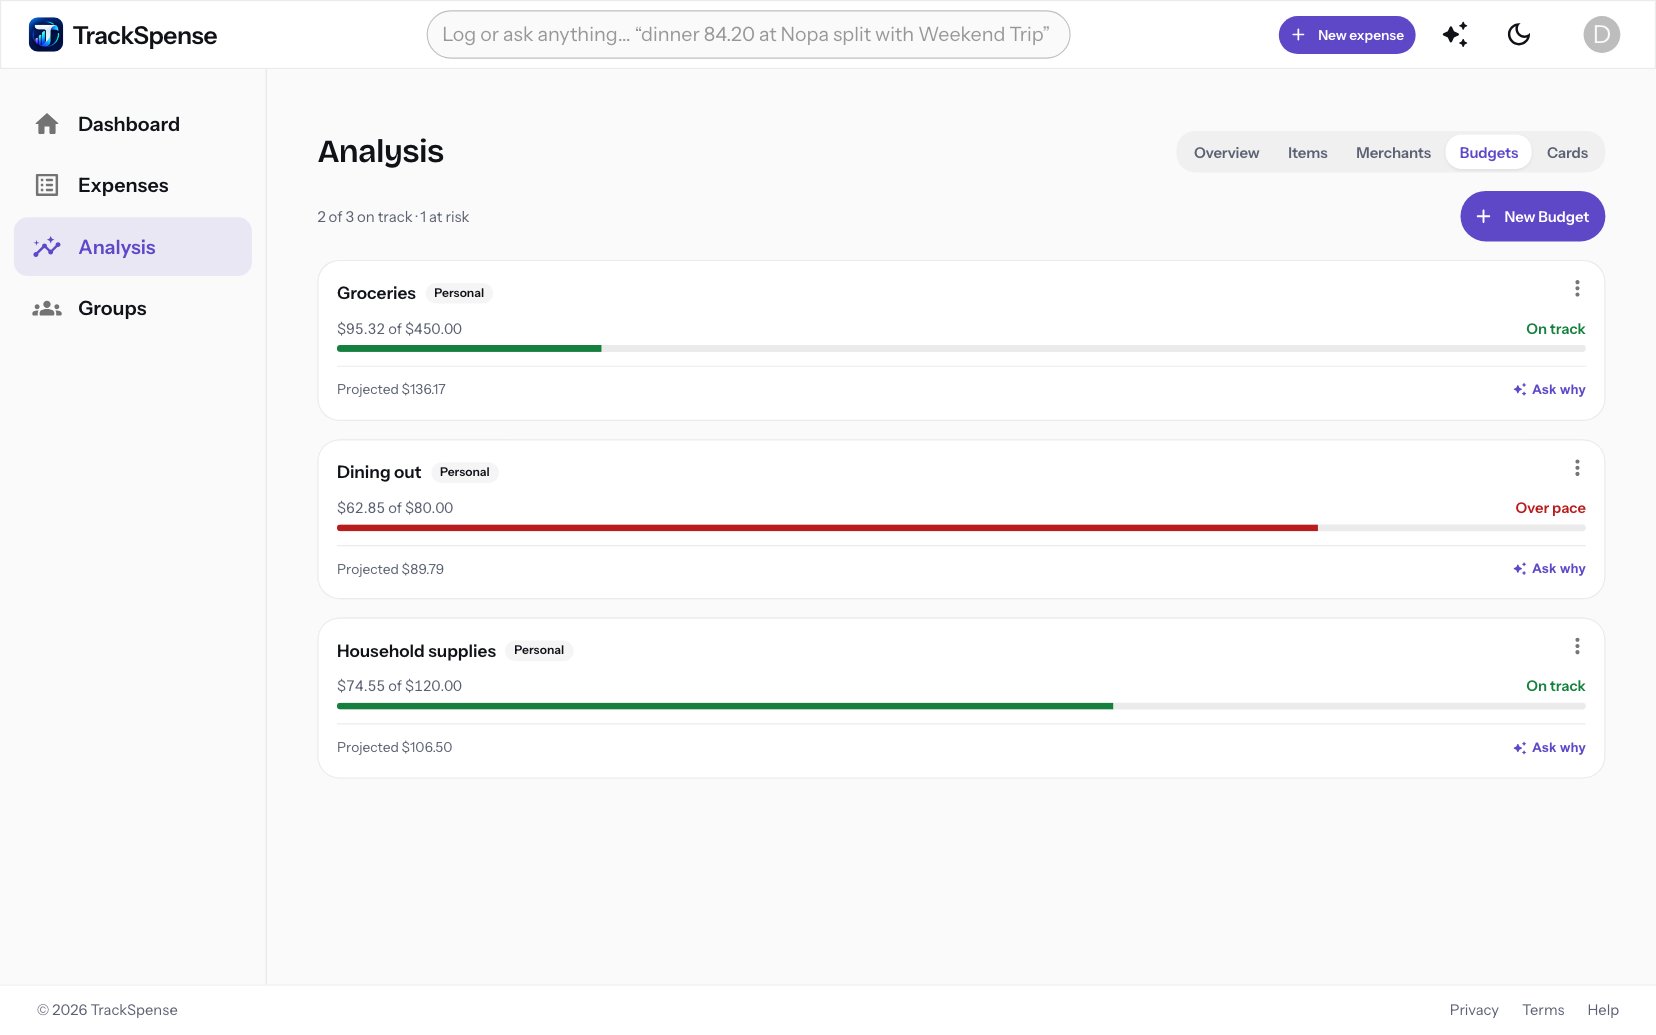 TrackSpense
Log or ask anything... “dinner 84.20 at Nopa split with Weekend Trip”
+ New expense
D
Dashboard
Expenses
Analysis
Groups
Analysis
Overview Items Merchants Budgets Cards
2 of 3 on track · 1 at risk
+ New Budget
Groceries Personal
$95.32 of $450.00 On track
Projected $136.17 Ask why
Dining out Personal
$62.85 of $80.00 Over pace
Projected $89.79 Ask why
Household supplies Personal
$74.55 of $120.00 On track
Projected $106.50 Ask why
© 2026 TrackSpense Privacy Terms Help